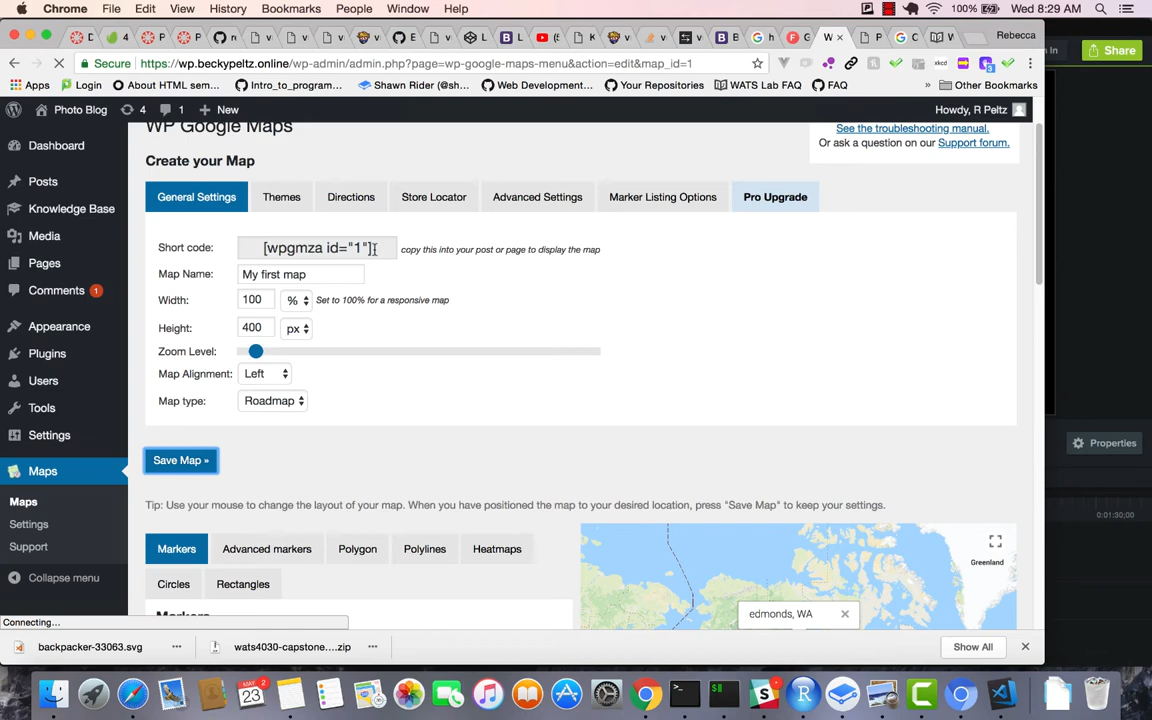 Chrome File Edit View History Bookmarks People Window Help 100% Wed 8:29 AM
Rebecca
Secure https://wp.beckypeltz.online/wp-admin/admin.php?page=wp-google-maps-menu&action=edit&map_id=1
Share
Apps Login About HTML sem... Intro_to_program... Shawn Rider (@sh... Web Development... Your Repositories WATS Lab FAQ FAQ » Other Bookmarks
Photo Blog 4 1 New Howdy, R Peltz
WP Google Maps
See the troubleshooting manual.
Or ask a question on our Support forum.
Dashboard
Posts
Knowledge Base
Media
Pages
Comments 1
Appearance
Plugins
Users
Tools
Settings
Maps
Maps
Settings
Support
Collapse menu
Create your Map
General Settings Themes Directions Store Locator Advanced Settings Marker Listing Options Pro Upgrade
Short code: [wpgmza id="1"] copy this into your post or page to display the map
Map Name: My first map
Width: 100 % Set to 100% for a responsive map
Height: 400 px
Zoom Level:
Map Alignment: Left
Map type: Roadmap
Save Map »
Tip: Use your mouse to change the layout of your map. When you have positioned the map to your desired location, press "Save Map" to keep your settings.
Markers Advanced markers Polygon Polylines Heatmaps
Circles Rectangles
Markers
Greenland
edmonds, WA
Properties
0:01:30;00
Connecting...
backpacker-33063.svg wats4030-capstone....zip Show All
MAY 23 2